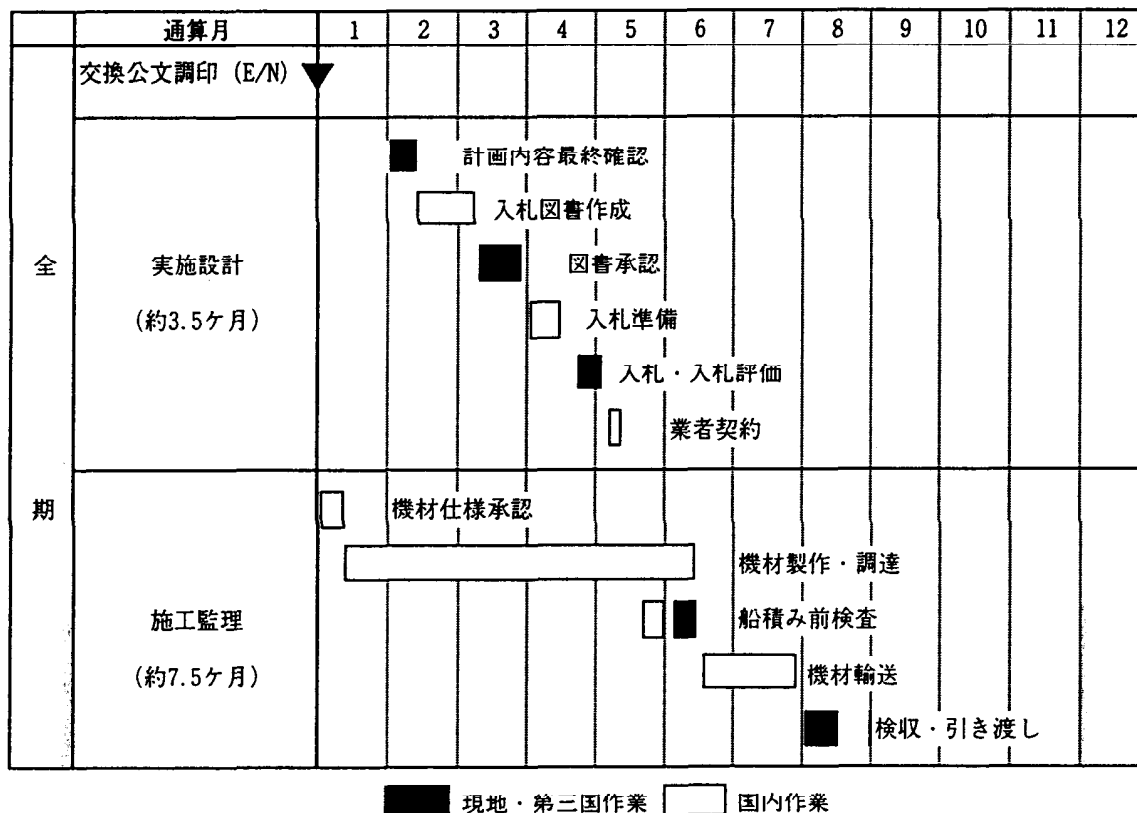 通算月 1 2 3 4 5 6 7 8 9 10 11 12
交換公文調印 (E/N)
計画内容最終確認
入札図書作成
全 実施設計 図書承認
(約3.5ケ月) 入札準備
入札・入札評価
業者契約
期 機材仕様承認
機材製作・調達
施工監理 船積み前検査
(約7.5ケ月) 機材輸送
検収・引き渡し
現地・第三国作業 国内作業